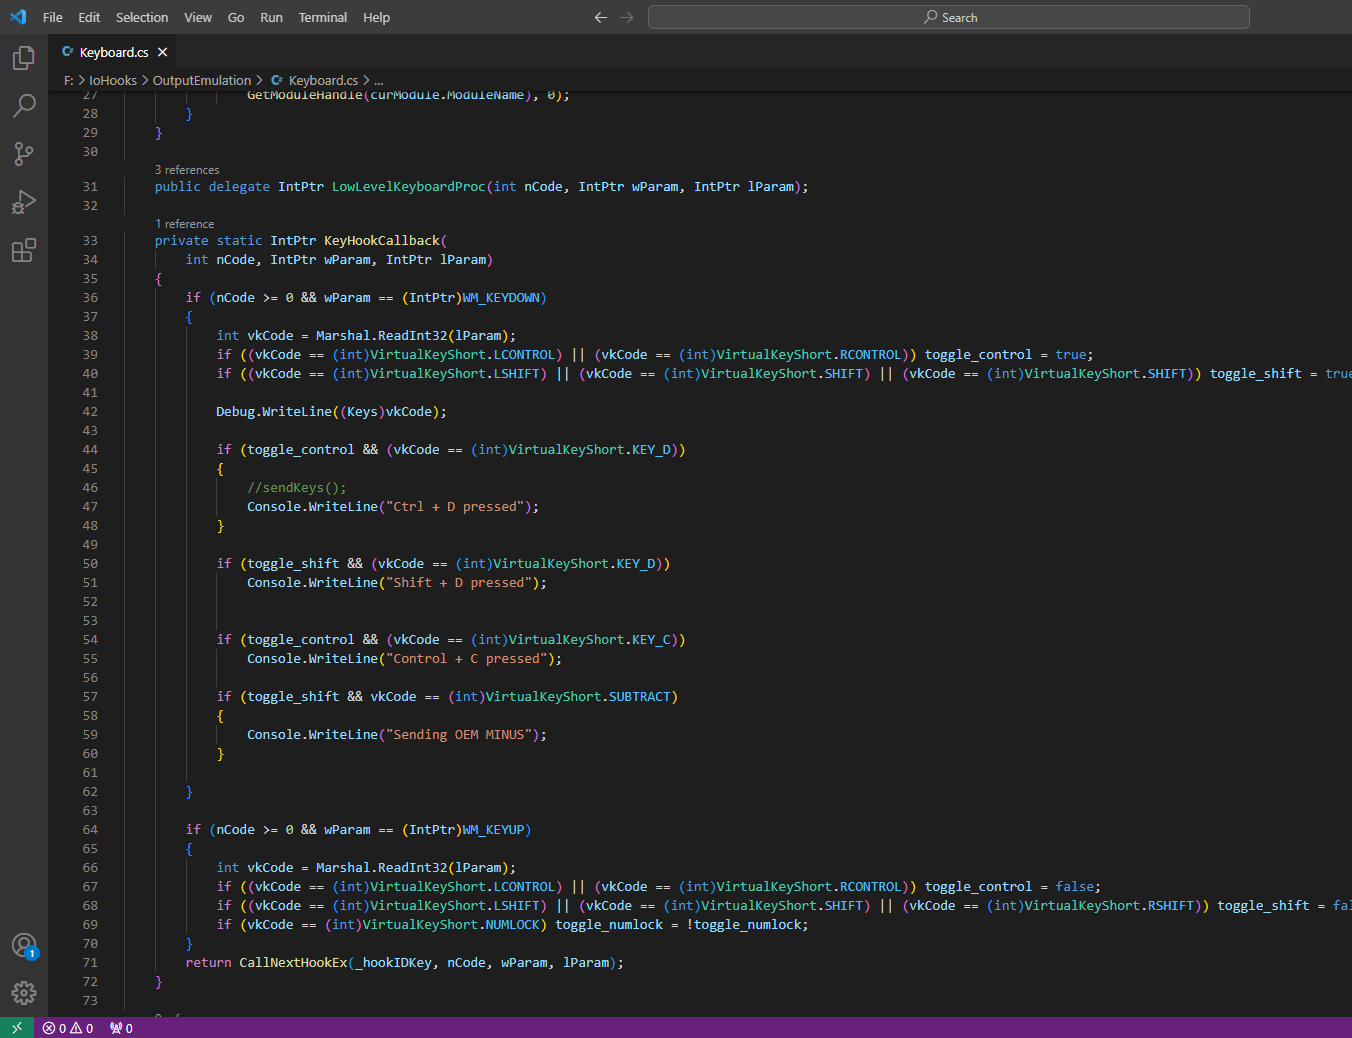 File Edit Selection View Go Run Terminal Help
Search
C# Keyboard.cs
F: > IoHooks > OutputEmulation > C# Keyboard.cs > ...
27 GetModuleHandle(curModule.ModuleName), 0);
28 }
29 }
30
3 references
31 public delegate IntPtr LowLevelKeyboardProc(int nCode, IntPtr wParam, IntPtr lParam);
32
1 reference
33 private static IntPtr KeyHookCallback(
34 int nCode, IntPtr wParam, IntPtr lParam)
35 {
36 if (nCode >= 0 && wParam == (IntPtr)WM_KEYDOWN)
37 {
38 int vkCode = Marshal.ReadInt32(lParam);
39 if ((vkCode == (int)VirtualKeyShort.LCONTROL) || (vkCode == (int)VirtualKeyShort.RCONTROL)) toggle_control = true;
40 if ((vkCode == (int)VirtualKeyShort.LSHIFT) || (vkCode == (int)VirtualKeyShort.SHIFT) || (vkCode == (int)VirtualKeyShort.SHIFT)) toggle_shift = true
41
42 Debug.WriteLine((Keys)vkCode);
43
44 if (toggle_control && (vkCode == (int)VirtualKeyShort.KEY_D))
45 {
46 //sendKeys();
47 Console.WriteLine("Ctrl + D pressed");
48 }
49
50 if (toggle_shift && (vkCode == (int)VirtualKeyShort.KEY_D))
51 Console.WriteLine("Shift + D pressed");
52
53
54 if (toggle_control && (vkCode == (int)VirtualKeyShort.KEY_C))
55 Console.WriteLine("Control + C pressed");
56
57 if (toggle_shift && vkCode == (int)VirtualKeyShort.SUBTRACT)
58 {
59 Console.WriteLine("Sending OEM MINUS");
60 }
61
62 }
63
64 if (nCode >= 0 && wParam == (IntPtr)WM_KEYUP)
65 {
66 int vkCode = Marshal.ReadInt32(lParam);
67 if ((vkCode == (int)VirtualKeyShort.LCONTROL) || (vkCode == (int)VirtualKeyShort.RCONTROL)) toggle_control = false;
68 if ((vkCode == (int)VirtualKeyShort.LSHIFT) || (vkCode == (int)VirtualKeyShort.SHIFT) || (vkCode == (int)VirtualKeyShort.RSHIFT)) toggle_shift = fal
69 if (vkCode == (int)VirtualKeyShort.NUMLOCK) toggle_numlock = !toggle_numlock;
70 }
71 return CallNextHookEx(_hookIDKey, nCode, wParam, lParam);
72 }
73
1
0 0 0